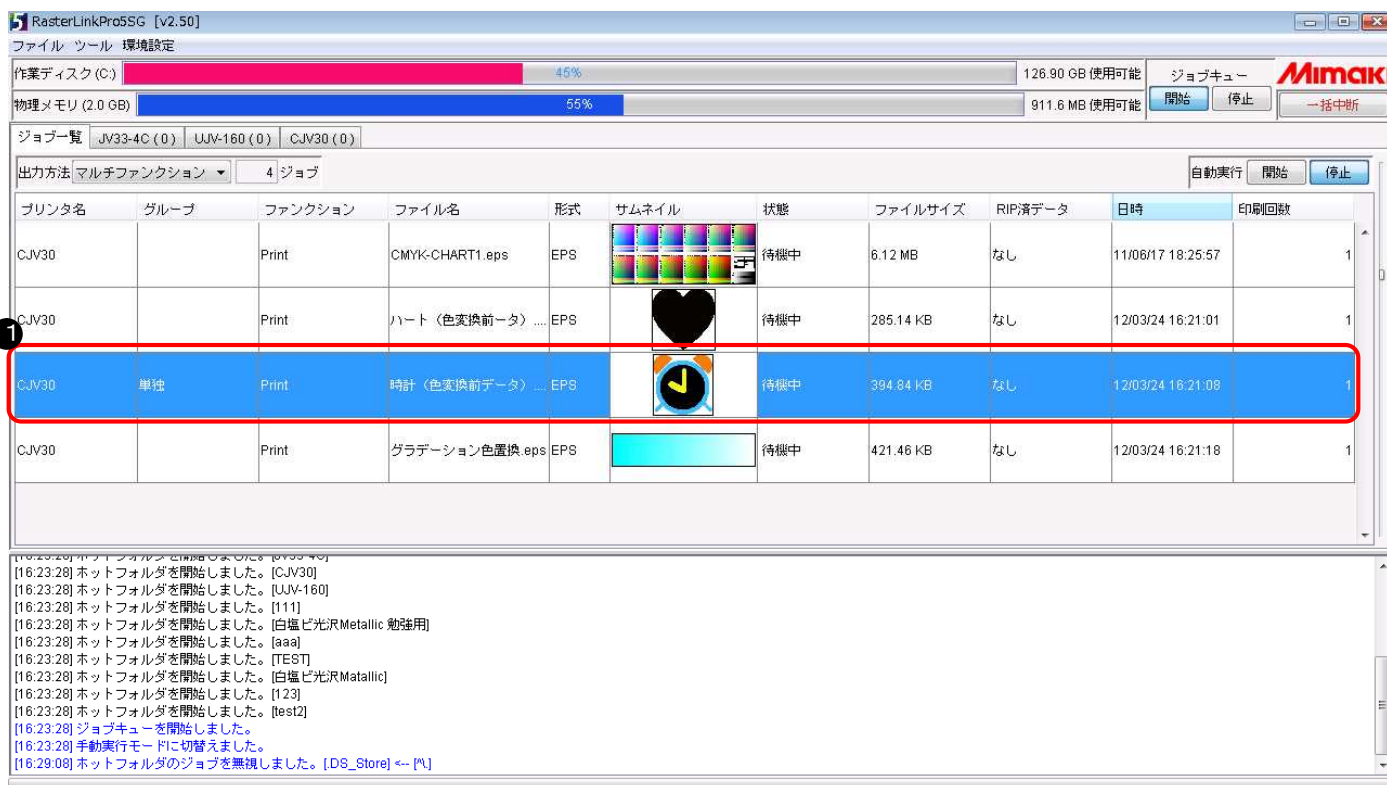 RasterLinkPro5SG [v2.50]
ファイル ツール 環境設定
作業ディスク(C:) 45% 126.90 GB 使用可能 ジョブキュー Mimaki
物理メモリ (2.0 GB) 55% 911.6 MB 使用可能 開始 停止 一括中断
ジョブ一覧 JV33-4C ( 0 ) UJV-160 ( 0 ) CJV30 ( 0 )
出力方法 マルチファンクション 4 ジョブ 自動実行 開始 停止
プリンタ名 グループ ファンクション ファイル名 形式 サムネイル 状態 ファイルサイズ RIP済データ 日時 印刷回数
CJV30 Print CMYK-CHART1.eps EPS 待機中 6.12 MB なし 11/06/17 18:25:57 1
CJV30 Print ハート（色変換前ータ）.... EPS 待機中 285.14 KB なし 12/03/24 16:21:01 1
1
CJV30 単独 Print 時計（色変換前データ）.... EPS 待機中 394.84 KB なし 12/03/24 16:21:08 1
CJV30 Print グラデーション色置換.eps EPS 待機中 421.46 KB なし 12/03/24 16:21:18 1
[16:23:28] ホットフォルダを開始しました。[JV33-4C]
[16:23:28] ホットフォルダを開始しました。[CJV30]
[16:23:28] ホットフォルダを開始しました。[UJV-160]
[16:23:28] ホットフォルダを開始しました。[111]
[16:23:28] ホットフォルダを開始しました。[白塩ビ光沢Metallic 勉強用]
[16:23:28] ホットフォルダを開始しました。[aaa]
[16:23:28] ホットフォルダを開始しました。[TEST]
[16:23:28] ホットフォルダを開始しました。[白塩ビ光沢Matallic]
[16:23:28] ホットフォルダを開始しました。[123]
[16:23:28] ホットフォルダを開始しました。[test2]
[16:23:28] ジョブキューを開始しました。
[16:23:28] 手動実行モードに切替えました。
[16:29:08] ホットフォルダのジョブを無視しました。[.DS_Store] <-- [^\.]